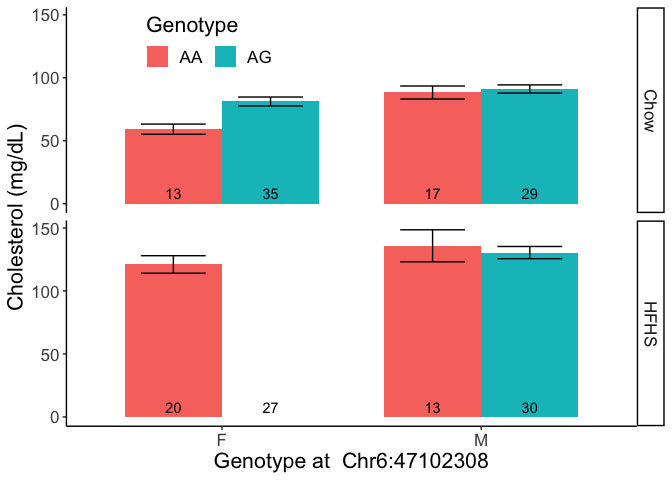 Genotype
AA AG
Cholesterol (mg/dL)
150
100
50
0
13 35 17 29
Chow
150
100
50
0
20 27 13 30
HFHS
F M
Genotype at  Chr6:47102308